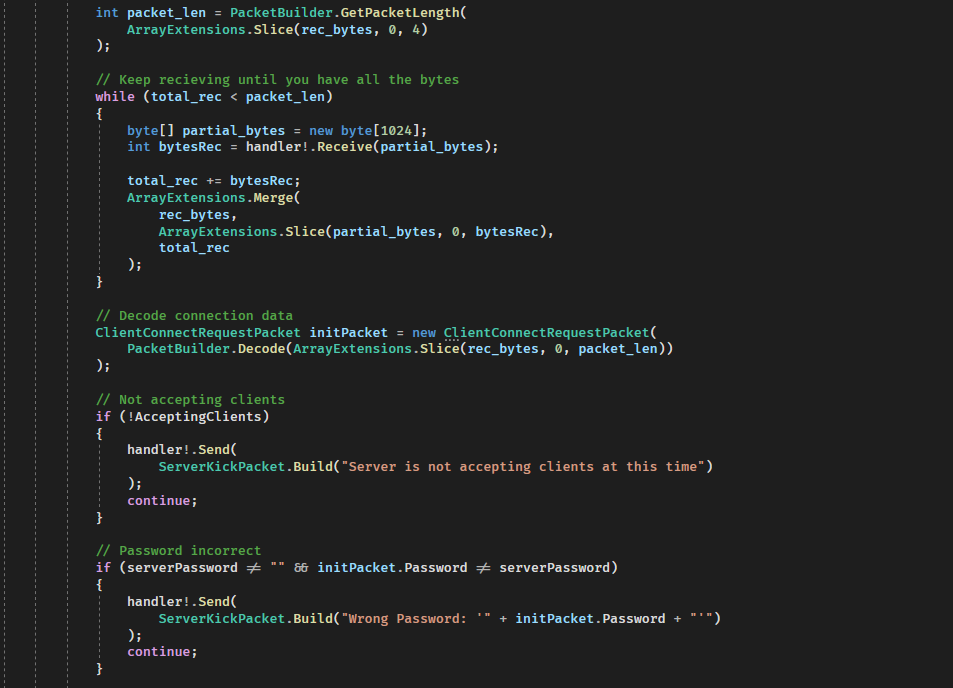 int packet_len = PacketBuilder.GetPacketLength(
    ArrayExtensions.Slice(rec_bytes, 0, 4)
);

// Keep recieving until you have all the bytes
while (total_rec < packet_len)
{
    byte[] partial_bytes = new byte[1024];
    int bytesRec = handler!.Receive(partial_bytes);

    total_rec += bytesRec;
    ArrayExtensions.Merge(
        rec_bytes,
        ArrayExtensions.Slice(partial_bytes, 0, bytesRec),
        total_rec
    );
}

// Decode connection data
ClientConnectRequestPacket initPacket = new ClientConnectRequestPacket(
    PacketBuilder.Decode(ArrayExtensions.Slice(rec_bytes, 0, packet_len))
);

// Not accepting clients
if (!AcceptingClients)
{
    handler!.Send(
        ServerKickPacket.Build("Server is not accepting clients at this time")
    );
    continue;
}

// Password incorrect
if (serverPassword != "" && initPacket.Password != serverPassword)
{
    handler!.Send(
        ServerKickPacket.Build("Wrong Password: '" + initPacket.Password + "'")
    );
    continue;
}